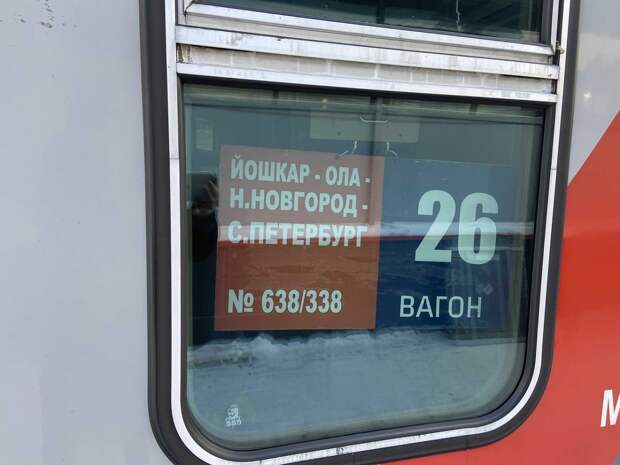 ЙОШКАР - ОЛА -
Н.НОВГОРОД -
С.ПЕТЕРБУРГ
№ 638/338
26
ВАГОН
М